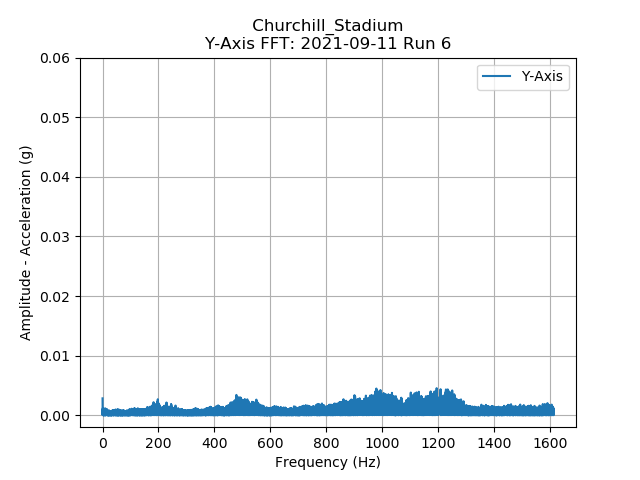 Churchill_Stadium
Y-Axis FFT: 2021-09-11 Run 6
Y-Axis
Amplitude - Acceleration (g)
0.06
0.05
0.04
0.03
0.02
0.01
0.00
0 200 400 600 800 1000 1200 1400 1600
Frequency (Hz)